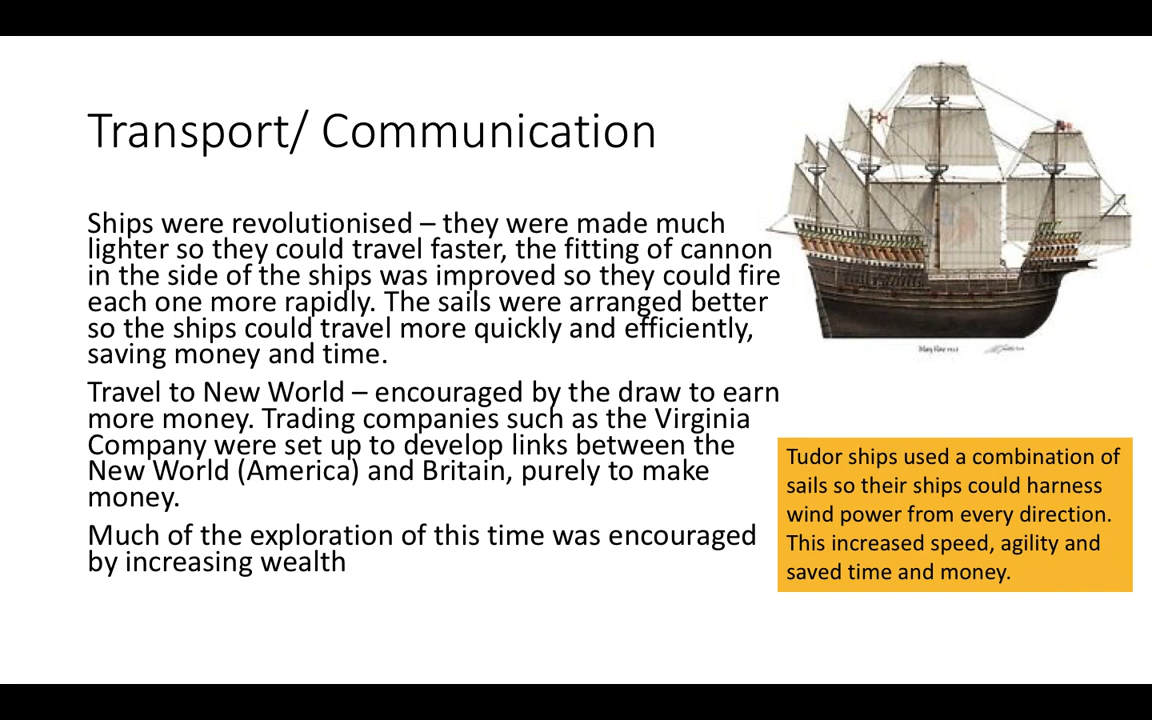 Transport/ Communication
Ships were revolutionised – they were made much
lighter so they could travel faster, the fitting of cannon
in the side of the ships was improved so they could fire
each one more rapidly. The sails were arranged better
so the ships could travel more quickly and efficiently,
saving money and time.
Travel to New World – encouraged by the draw to earn
more money. Trading companies such as the Virginia
Company were set up to develop links between the
New World (America) and Britain, purely to make
money.
Much of the exploration of this time was encouraged
by increasing wealth
Tudor ships used a combination of
sails so their ships could harness
wind power from every direction.
This increased speed, agility and
saved time and money.